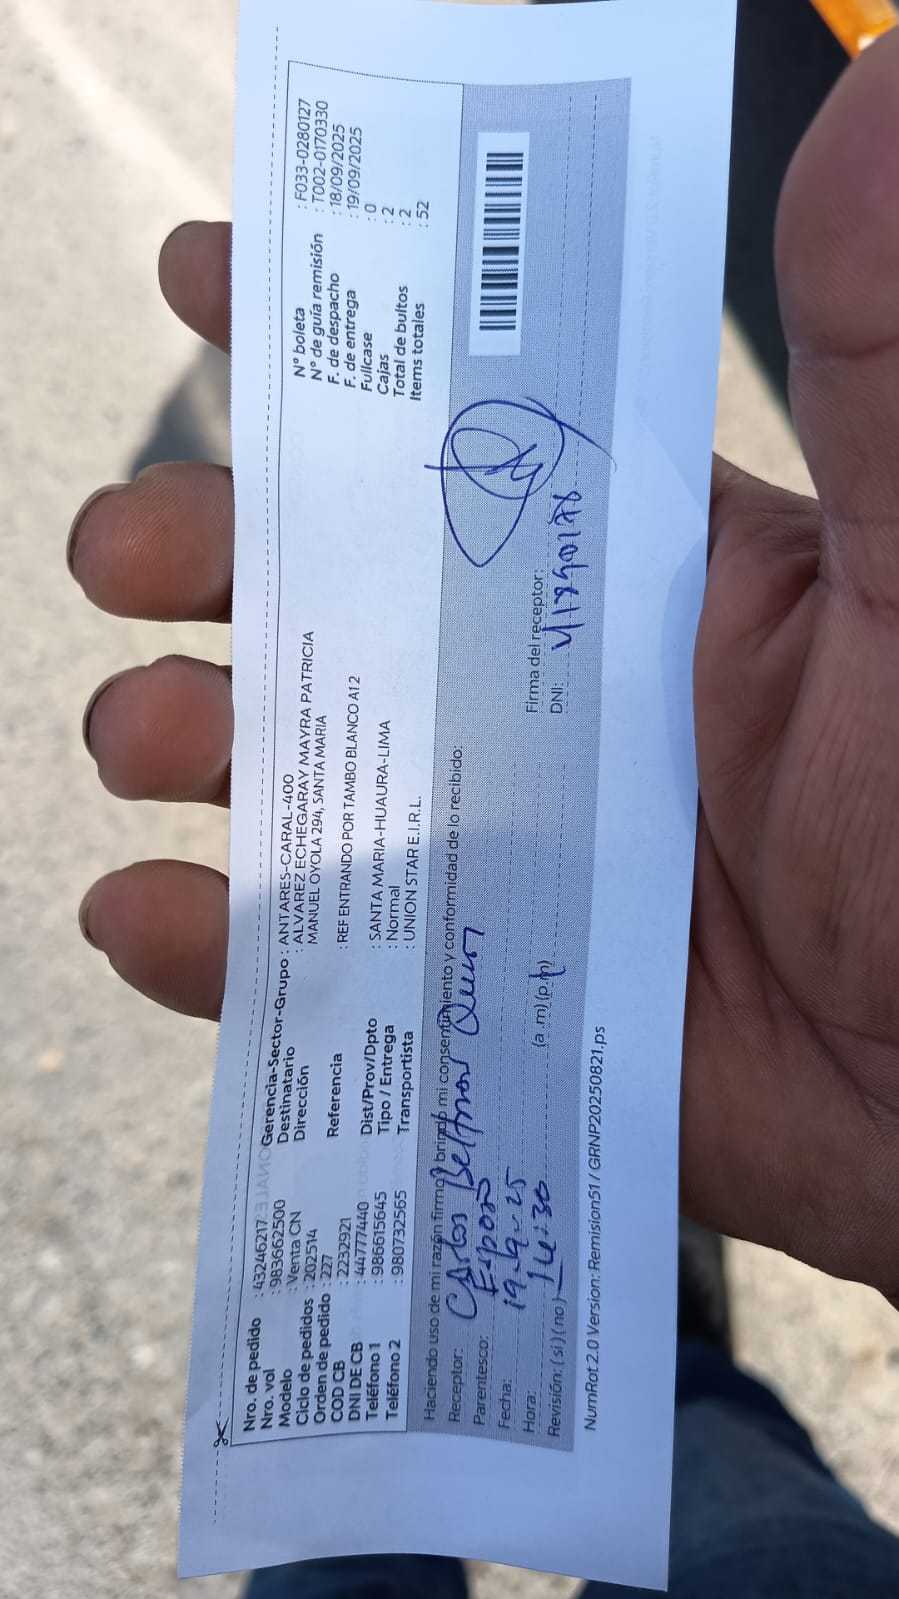 Nro. de pedido : 43246217
Nro. vol : 983662500
Modelo : Venta CN
Ciclo de pedidos : 202514
Orden de pedido : 227
COD CB : 2232921
DNI DE CB : 44777440
Teléfono 1 : 986615645
Teléfono 2 : 980732565
Gerencia-Sector-Grupo : ANTARES-CARAL-400
Destinatario : ALVAREZ ECHEGARAY MAYRA PATRICIA
Dirección MANUEL OYOLA 294, SANTA MARIA
Referencia : REF ENTRANDO POR TAMBO BLANCO A12
Dist/Prov/Dpto : SANTA MARIA-HUAURA-LIMA
Tipo / Entrega : Normal
Transportista : UNION STAR E.I.R.L.
N° boleta : F033-0280127
N° de guía remisión : T002-0170330
F. de despacho : 18/09/2025
F. de entrega : 19/09/2025
Fullcase : 0
Cajas : 2
Total de bultos : 2
Items totales : 52
Haciendo uso de mi razón firmo y brindo mi consentimiento y conformidad de lo recibido:
Receptor: Carlos Beltran
Parentesco: Esposo
Fecha: 19-9-25
Hora: 14:30 (a.m) (p.m)
Revisión: (si) (no)
Firma del receptor:
DNI:
NumRot 2.0 Version: Remision51 / GRNP20250821.ps